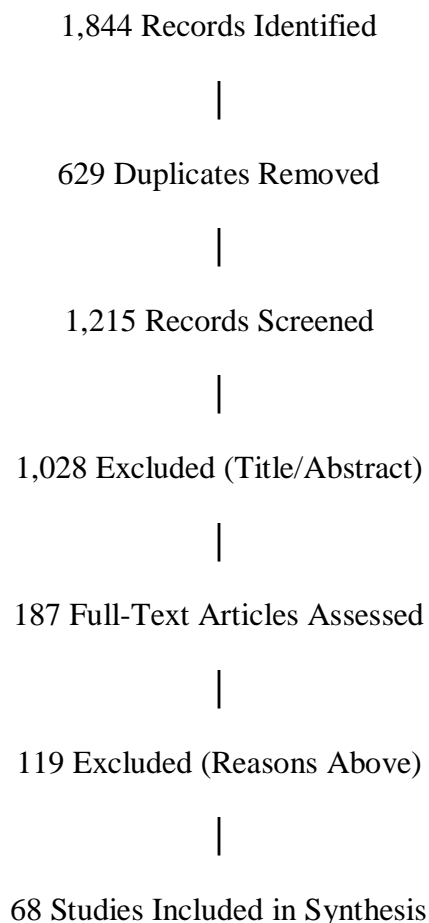 1,844 Records Identified
629 Duplicates Removed
1,215 Records Screened
1,028 Excluded (Title/Abstract)
187 Full-Text Articles Assessed
119 Excluded (Reasons Above)
68 Studies Included in Synthesis